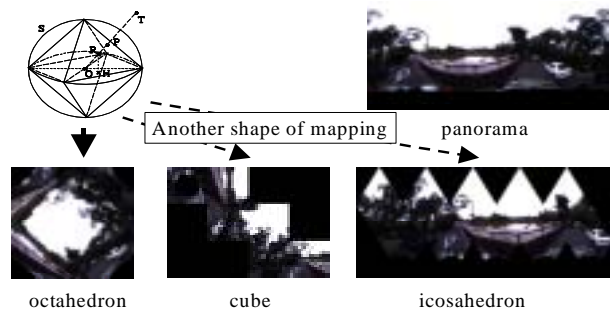 S
T
P
R
O
H
Another shape of mapping
panorama
octahedron
cube
icosahedron